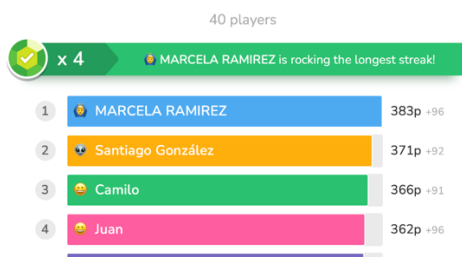 40 players
x 4 MARCELA RAMIREZ is rocking the longest streak!
1 MARCELA RAMIREZ 383p +96
2 Santiago González 371p +92
3 Camilo 366p +91
4 Juan 362p +96